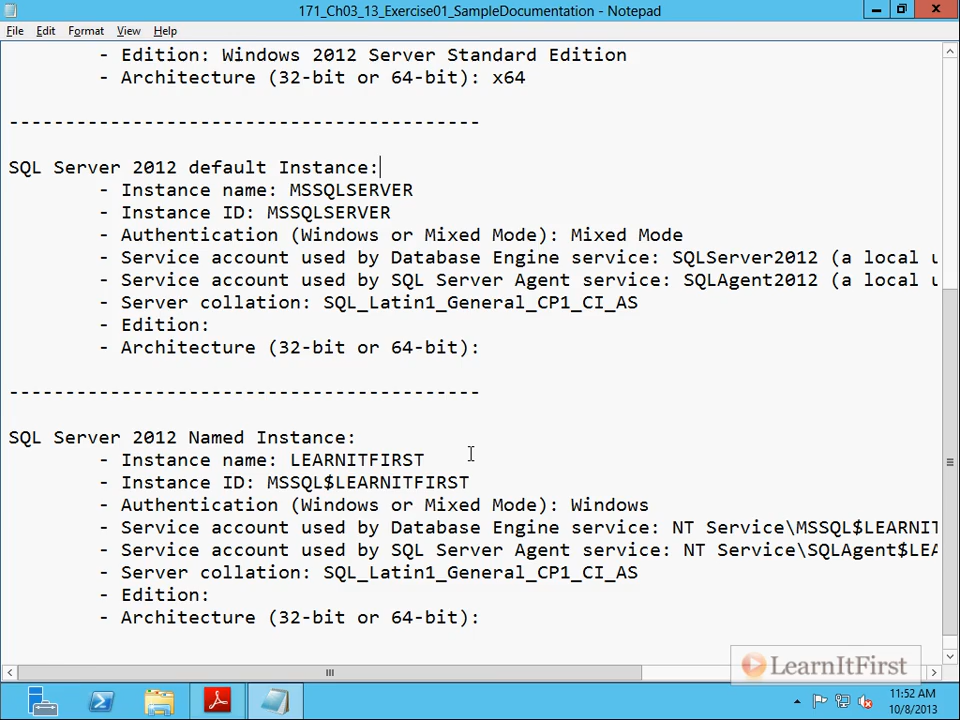 171_Ch03_13_Exercise01_SampleDocumentation - Notepad
File Edit Format View Help
- Edition: Windows 2012 Server Standard Edition
- Architecture (32-bit or 64-bit): x64
------------------------------------------
SQL Server 2012 default Instance:
- Instance name: MSSQLSERVER
- Instance ID: MSSQLSERVER
- Authentication (Windows or Mixed Mode): Mixed Mode
- Service account used by Database Engine service: SQLServer2012 (a local
- Service account used by SQL Server Agent service: SQLAgent2012 (a local
- Server collation: SQL_Latin1_General_CP1_CI_AS
- Edition:
- Architecture (32-bit or 64-bit):
------------------------------------------
SQL Server 2012 Named Instance:
- Instance name: LEARNITFIRST
- Instance ID: MSSQL$LEARNITFIRST
- Authentication (Windows or Mixed Mode): Windows
- Service account used by Database Engine service: NT Service\MSSQL$LEARNIT
- Service account used by SQL Server Agent service: NT Service\SQLAgent$LEA
- Server collation: SQL_Latin1_General_CP1_CI_AS
- Edition:
- Architecture (32-bit or 64-bit):
LearnItFirst
11:52 AM
10/8/2013